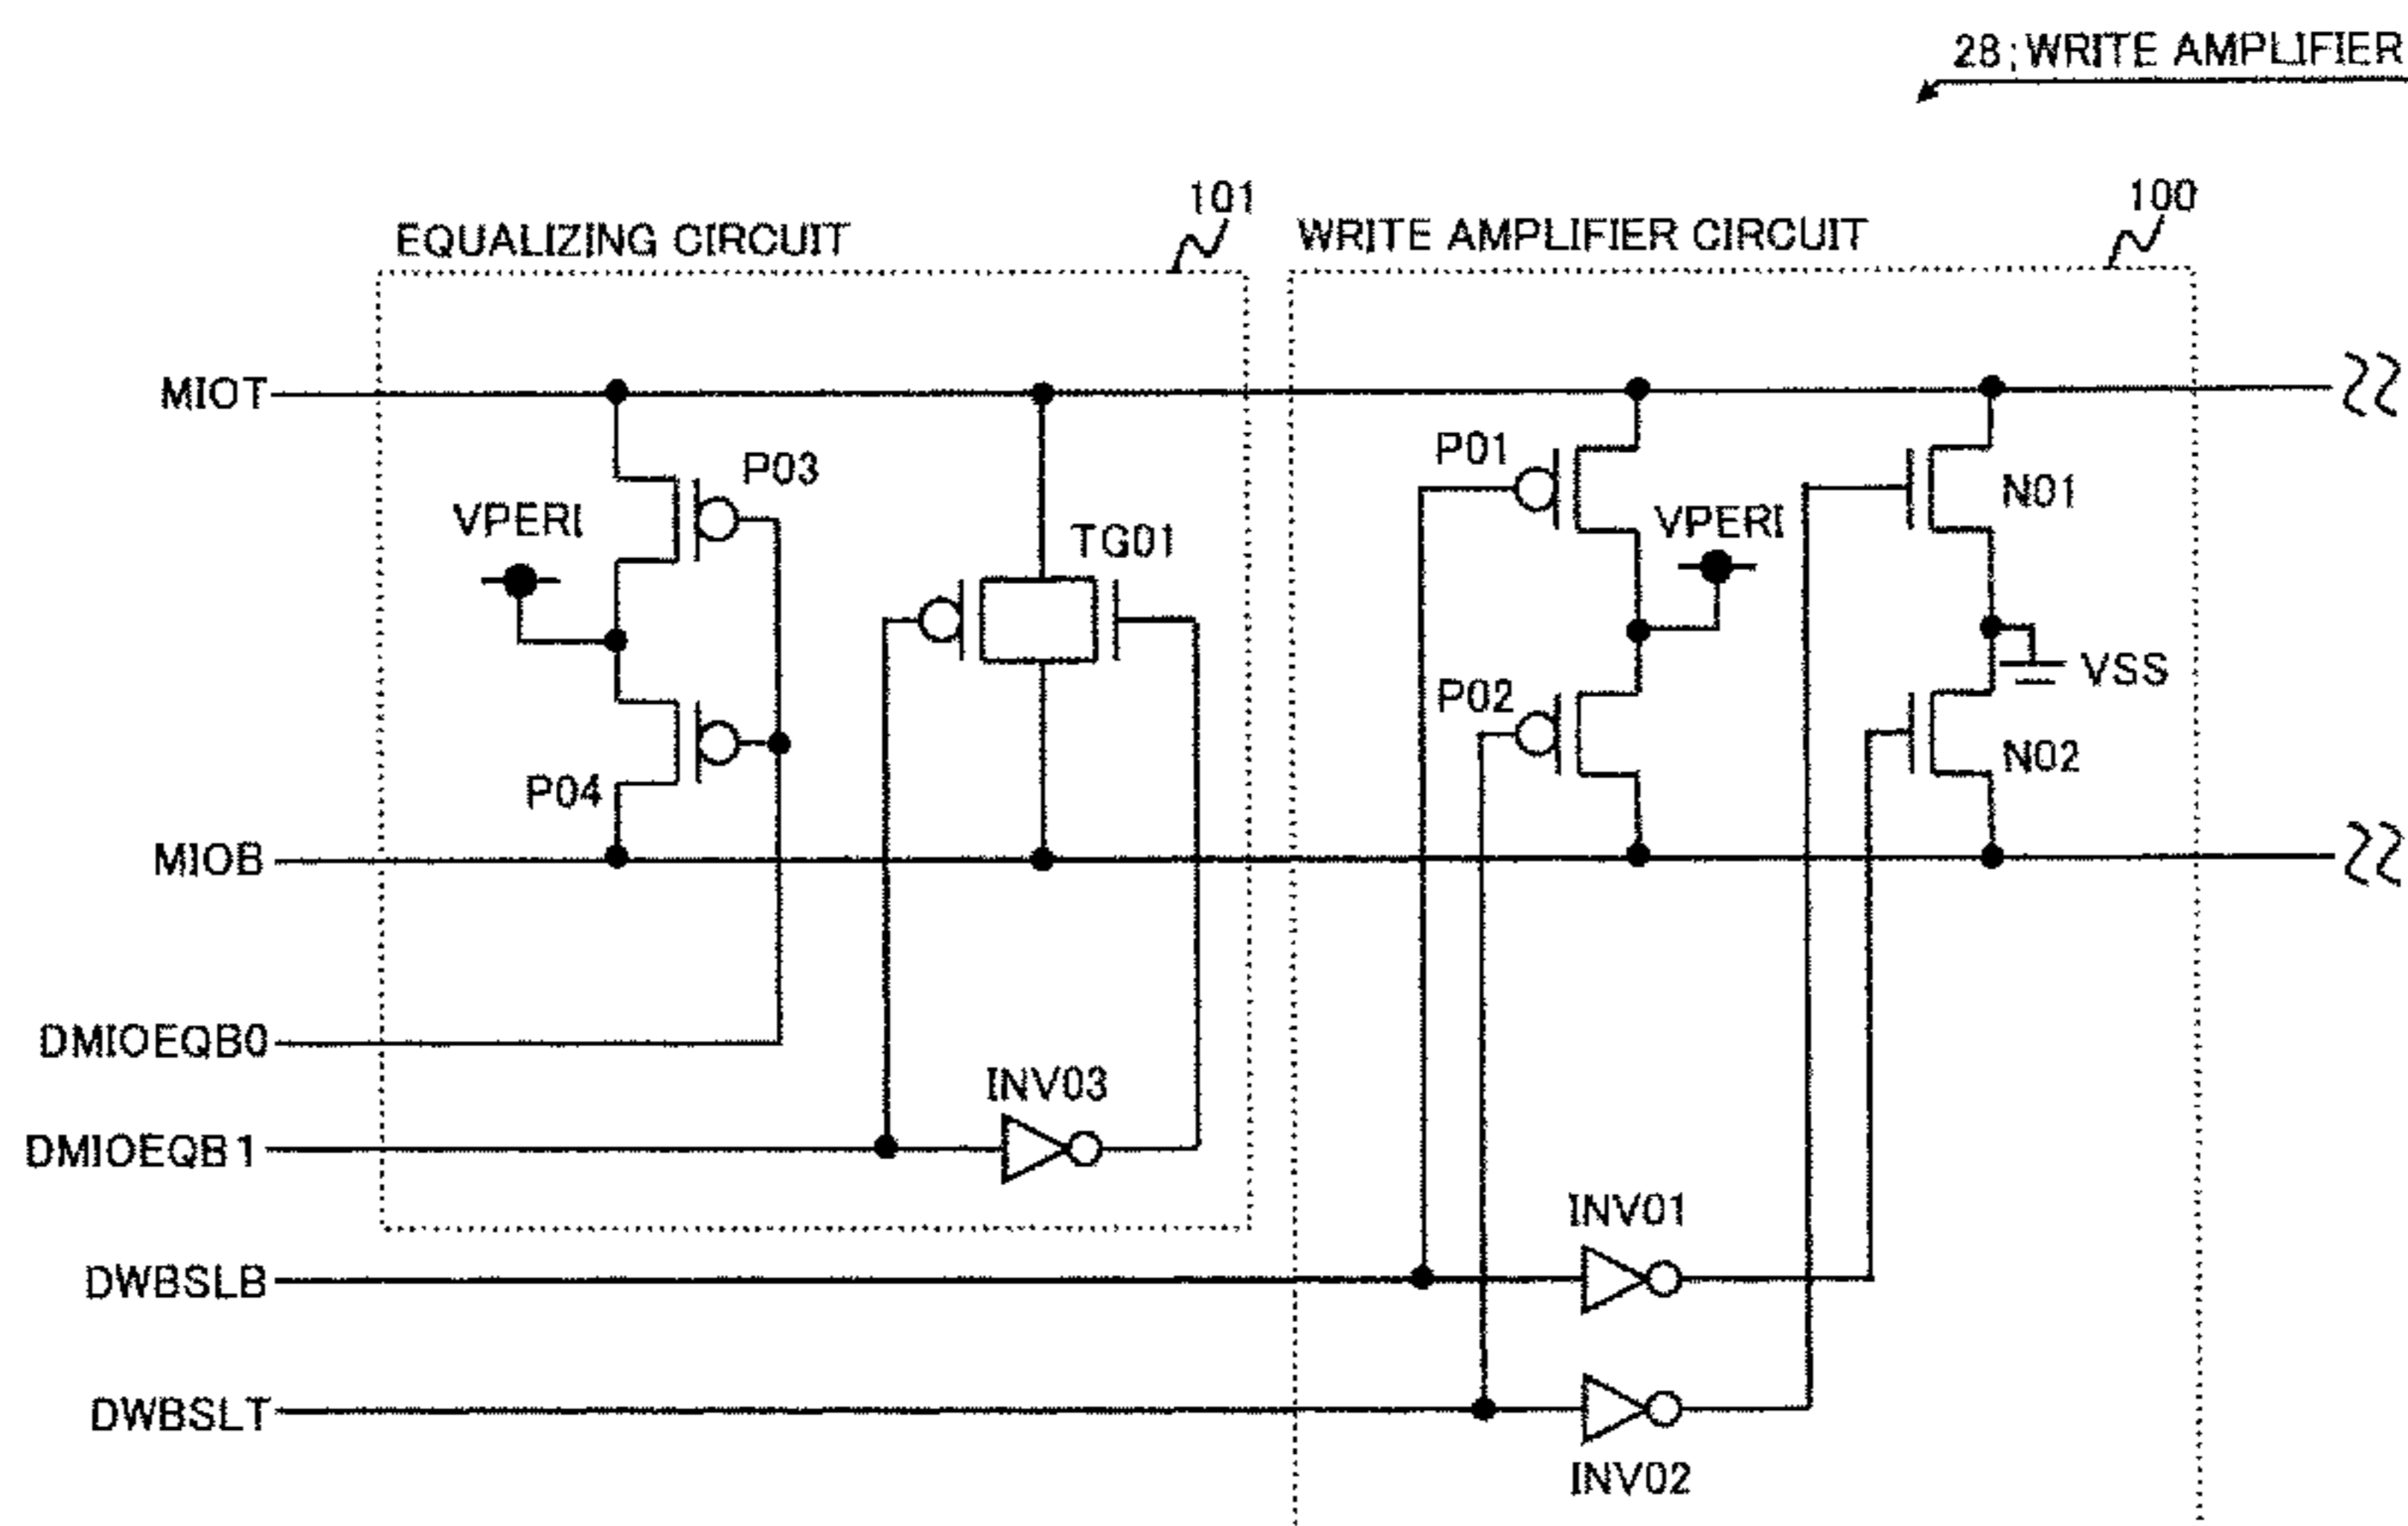 28;WRITE AMPLIFIER
101
100
EQUALIZING CIRCUIT
WRITE AMPLIFIER CIRCUIT
MIOT
P01
P03
N01
VPERI
VPERI
TG01
VSS
P02
N02
P04
MIOB
DMIOEQB0
INV03
DMIOEQB1
INV01
DWBSLB
DWBSLT
INV02